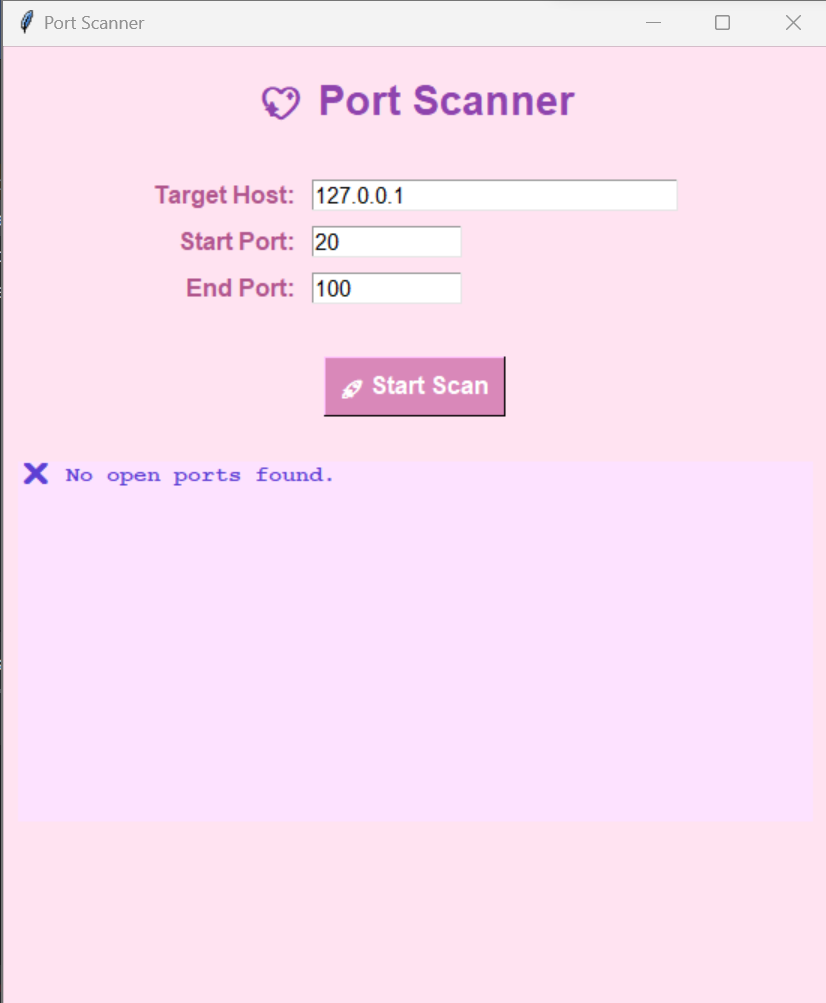 Port Scanner
💖 Port Scanner
Target Host: 127.0.0.1
Start Port: 20
End Port: 100
🚀 Start Scan
❌ No open ports found.